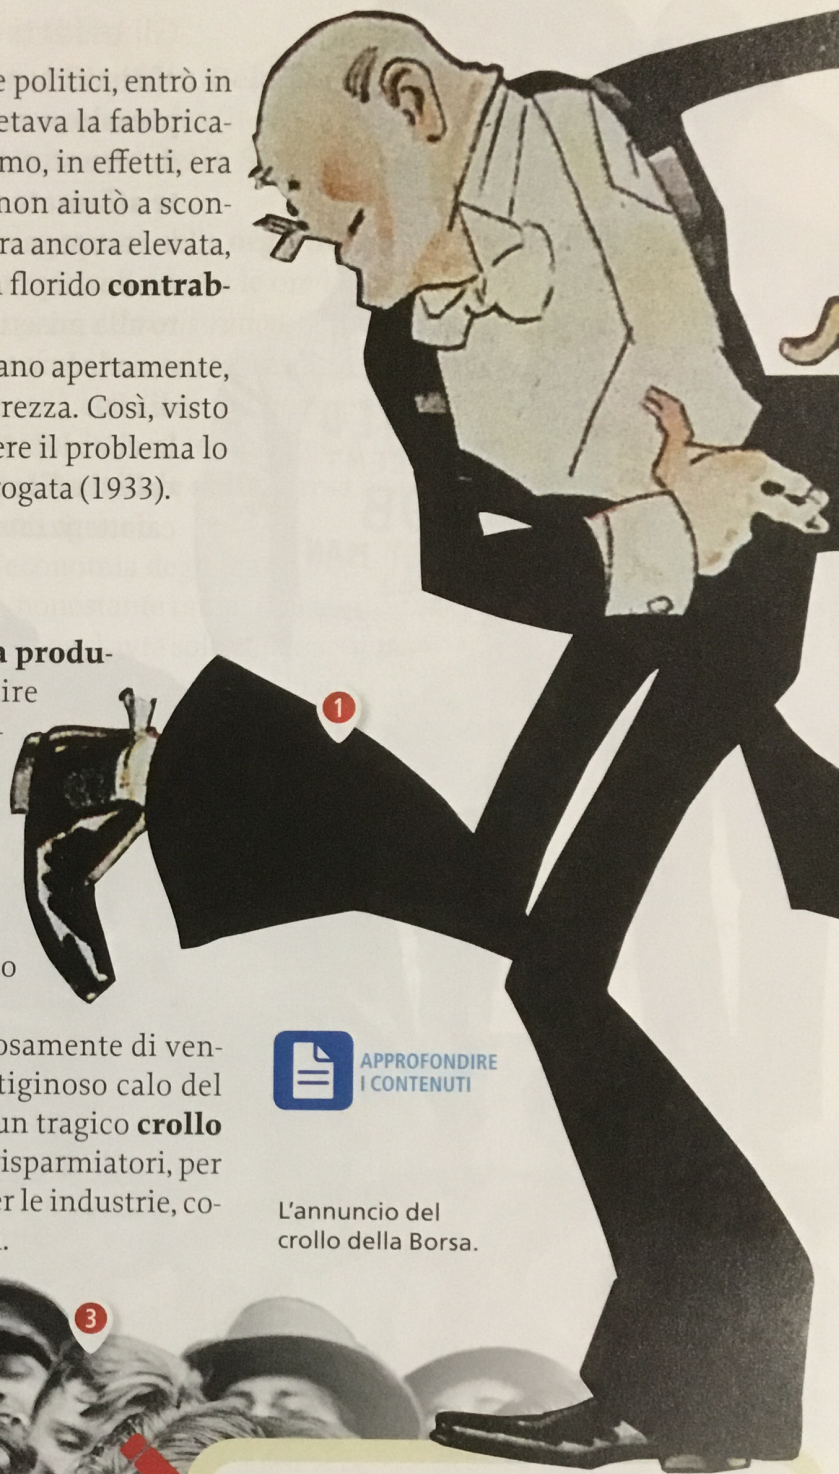 e politici, entrò in
etava la fabbrica-
mo, in effetti, era
non aiutò a scon-
ra ancora elevata,
florido contrab-
ano apertamente,
rezza. Così, visto
ere il problema lo
ogata (1933).
a produ-
ire
1
o
osamente di ven-
tiginoso calo del
un tragico crollo
risparmiatori, per
er le industrie, co-
APPROFONDIRE
I CONTENUTI
L'annuncio del
crollo della Borsa.
3